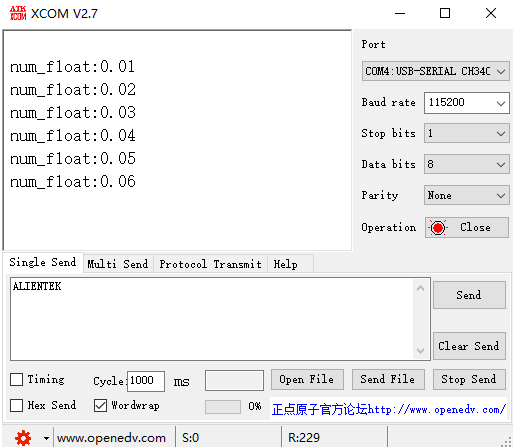 ATK
XCOM
XCOM V2.7
num_float:0.01
num_float:0.02
num_float:0.03
num_float:0.04
num_float:0.05
num_float:0.06
Port
COM4:USB-SERIAL CH340
Baud rate 115200
Stop bits 1
Data bits 8
Parity None
Operation Close
Single Send Multi Send Protocol Transmit Help
ALIENTEK
Send
Clear Send
Timing Cycle: 1000 ms Open File Send File Stop Send
Hex Send Wordwrap 0% 正点原子官方论坛http://www.openedv.com/
www.openedv.com S:0 R:229